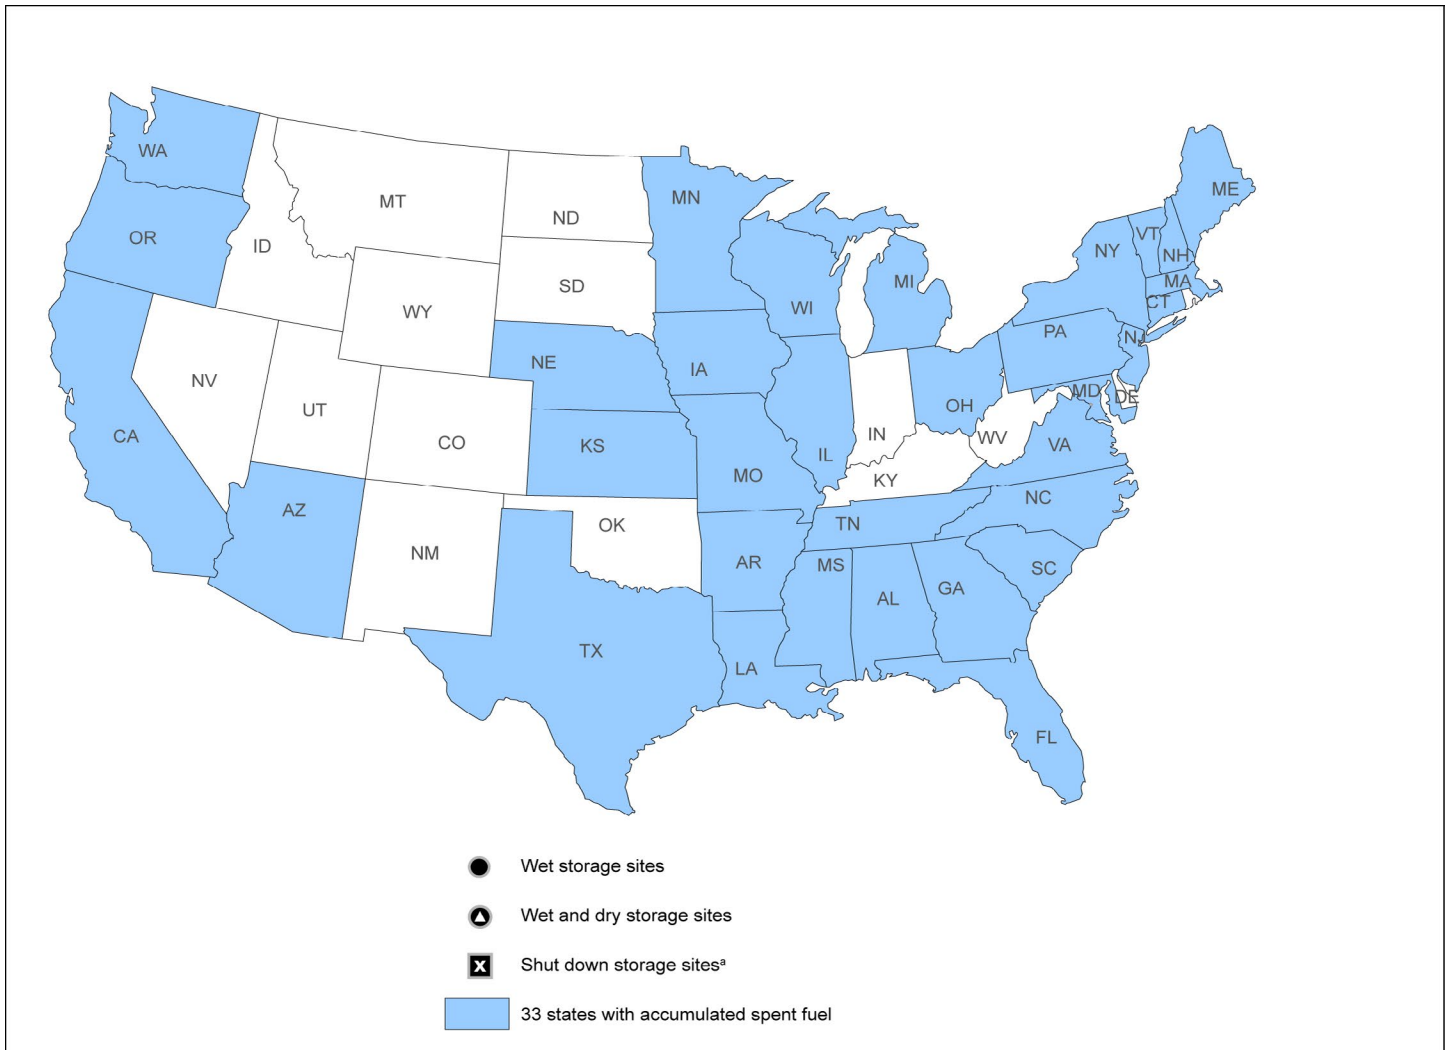 WA
MT
ND
MN
ME
OR
ID
SD
WY
WI
MI
NY
VT
NH
MA
CT
PA
NJ
NE
IA
NV
UT
CO
KS
MO
IL
IN
OH
WV
MD
DE
VA
KY
CA
AZ
NM
OK
AR
TN
NC
SC
MS
AL
GA
TX
LA
FL
Wet storage sites
Wet and dry storage sites
X Shut down storage sitesᵃ
33 states with accumulated spent fuel